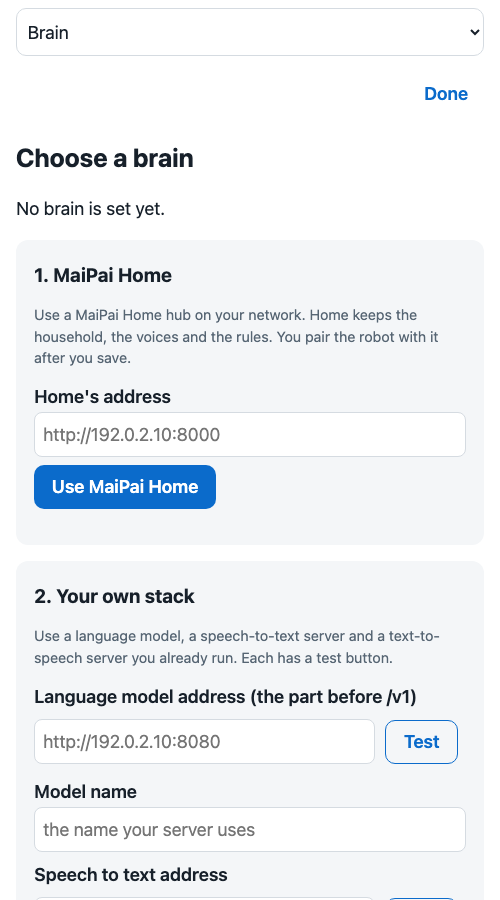 Brain
Done
Choose a brain
No brain is set yet.
1. MaiPai Home
Use a MaiPai Home hub on your network. Home keeps the
household, the voices and the rules. You pair the robot with it
after you save.
Home's address
http://192.0.2.10:8000
Use MaiPai Home
2. Your own stack
Use a language model, a speech-to-text server and a text-to-
speech server you already run. Each has a test button.
Language model address (the part before /v1)
http://192.0.2.10:8080
Test
Model name
the name your server uses
Speech to text address